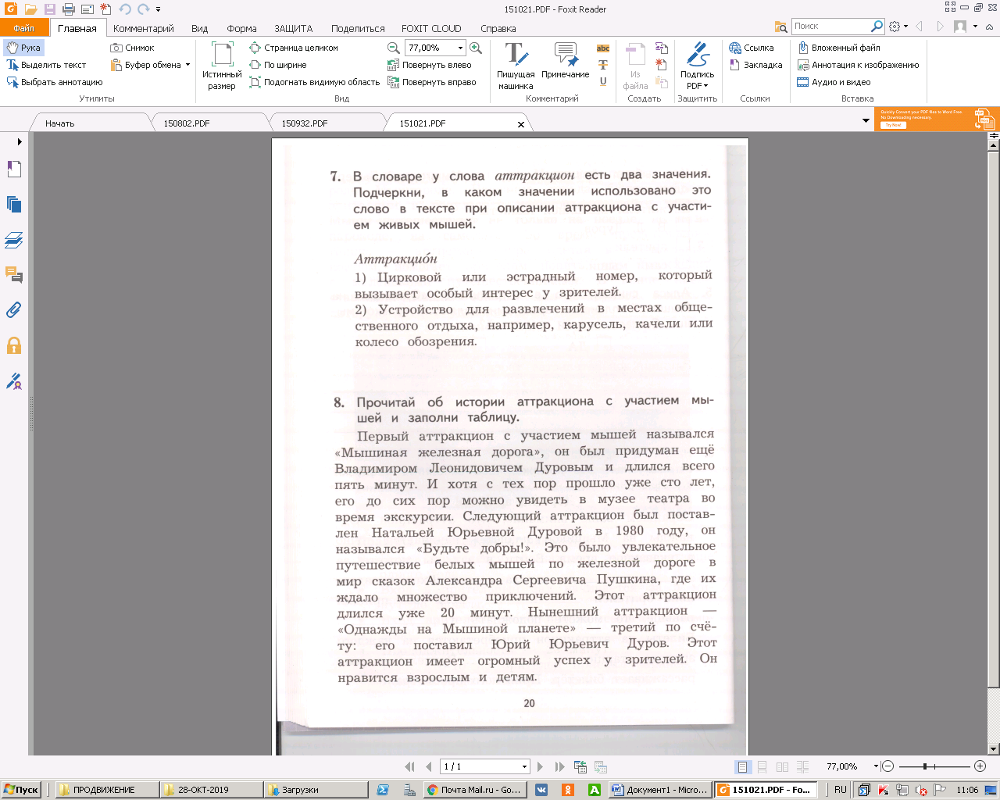 151021.PDF - Foxit Reader
Файл
Главная
Комментарий
Вид
Форма
ЗАЩИТА
Поделиться
FOXIT CLOUD
Справка
Поиск
Рука
Выделить текст
Выбрать аннотацию
Снимок
Буфер обмена
Утилиты
Истинный размер
Страница целиком
По ширине
Подогнать видимую область
77,00%
Повернуть влево
Повернуть вправо
Вид
Пишущая машинка
Примечание
Комментарий
Из файла
Создать
Подпись PDF
Защитить
Ссылка
Закладка
Ссылки
Вложенный файл
Аннотация к изображению
Аудио и видео
Вставка
Начать
150802.PDF
150932.PDF
151021.PDF
Quickly Convert your PDF files to Word Free.
No Downloading necessary.
Try Now!
7. В словаре у слова аттракцион есть два значения.
Подчеркни, в каком значении использовано это
слово в тексте при описании аттракциона с участи-
ем живых мышей.
Аттракцио́н
1) Цирковой или эстрадный номер, который
вызывает особый интерес у зрителей.
2) Устройство для развлечений в местах обще-
ственного отдыха, например, карусель, качели или
колесо обозрения.
8. Прочитай об истории аттракциона с участием мы-
шей и заполни таблицу.
Первый аттракцион с участием мышей назывался
«Мышиная железная дорога», он был придуман ещё
Владимиром Леонидовичем Дуровым и длился всего
пять минут. И хотя с тех пор прошло уже сто лет,
его до сих пор можно увидеть в музее театра во
время экскурсии. Следующий аттракцион был постав-
лен Натальей Юрьевной Дуровой в 1980 году, он
назывался «Будьте добры!». Это было увлекательное
путешествие белых мышей по железной дороге в
мир сказок Александра Сергеевича Пушкина, где их
ждало множество приключений. Этот аттракцион
длился уже 20 минут. Нынешний аттракцион —
«Однажды на Мышиной планете» — третий по счё-
ту: его поставил Юрий Юрьевич Дуров. Этот
аттракцион имеет огромный успех у зрителей. Он
нравится взрослым и детям.
20
1 / 1
77,00%
Пуск
ПРОДВИЖЕНИЕ
28-ОКТ-2019
Загрузки
Почта Mail.ru - Go...
Документ1 - Micro...
151021.PDF - Fo...
RU
11:06